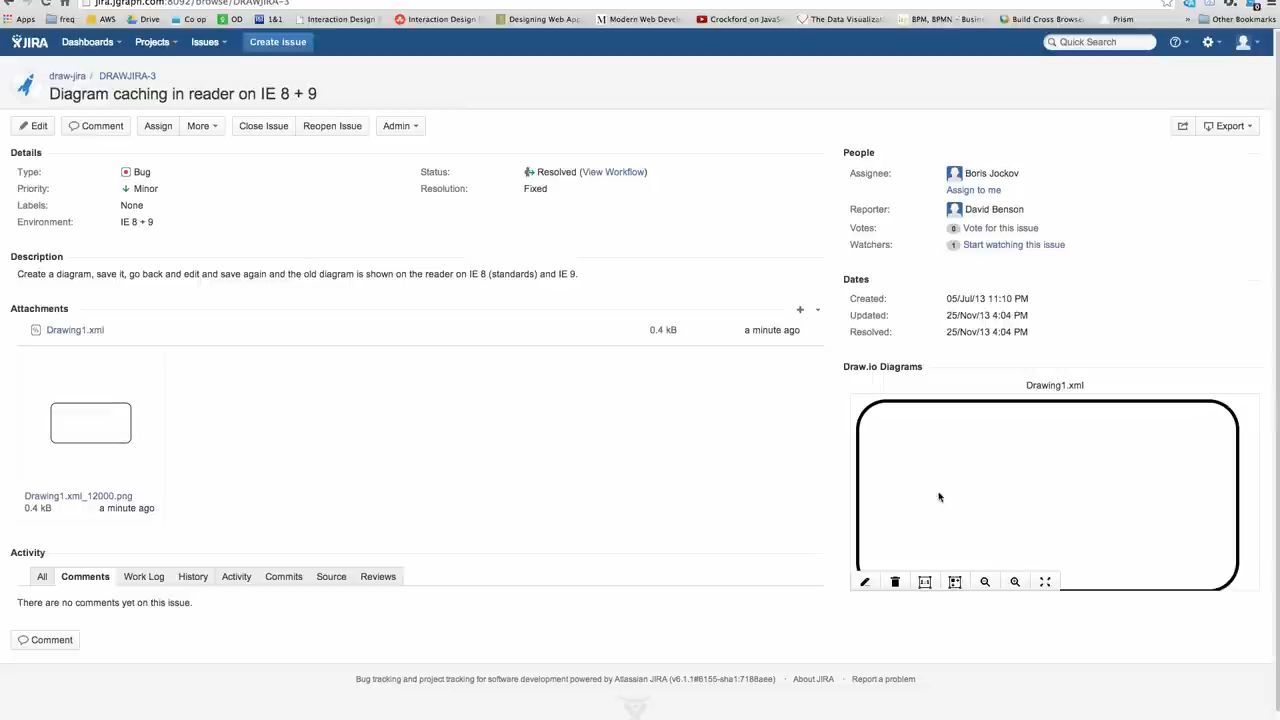 jira.jgraph.com:8092/browse/DRAWJIRA-3
Apps freq AWS Drive Co op OD 1&1 Interaction Design Interaction Design Designing Web App Modern Web Devel Crockford on JavaS The Data Visualizat BPM, BPMN - Busin Build Cross Browse Prism » Other Bookmarks
JIRA Dashboards Projects Issues Create issue Quick Search
draw-jira / DRAWJIRA-3
Diagram caching in reader on IE 8 + 9
Edit Comment Assign More Close Issue Reopen Issue Admin Export
Details
Type: Bug
Priority: Minor
Labels: None
Environment: IE 8 + 9
Status: Resolved (View Workflow)
Resolution: Fixed
Description
Create a diagram, save it, go back and edit and save again and the old diagram is shown on the reader on IE 8 (standards) and IE 9.
Attachments
Drawing1.xml 0.4 kB a minute ago
Drawing1.xml_12000.png
0.4 kB a minute ago
Activity
All Comments Work Log History Activity Commits Source Reviews
There are no comments yet on this issue.
Comment
People
Assignee: Boris Jockov
Assign to me
Reporter: David Benson
Votes: 0 Vote for this issue
Watchers: 1 Start watching this issue
Dates
Created: 05/Jul/13 11:10 PM
Updated: 25/Nov/13 4:04 PM
Resolved: 25/Nov/13 4:04 PM
Draw.io Diagrams
Drawing1.xml
Bug tracking and project tracking for software development powered by Atlassian JIRA (v6.1.1#6155-sha1:7188aee) · About JIRA · Report a problem